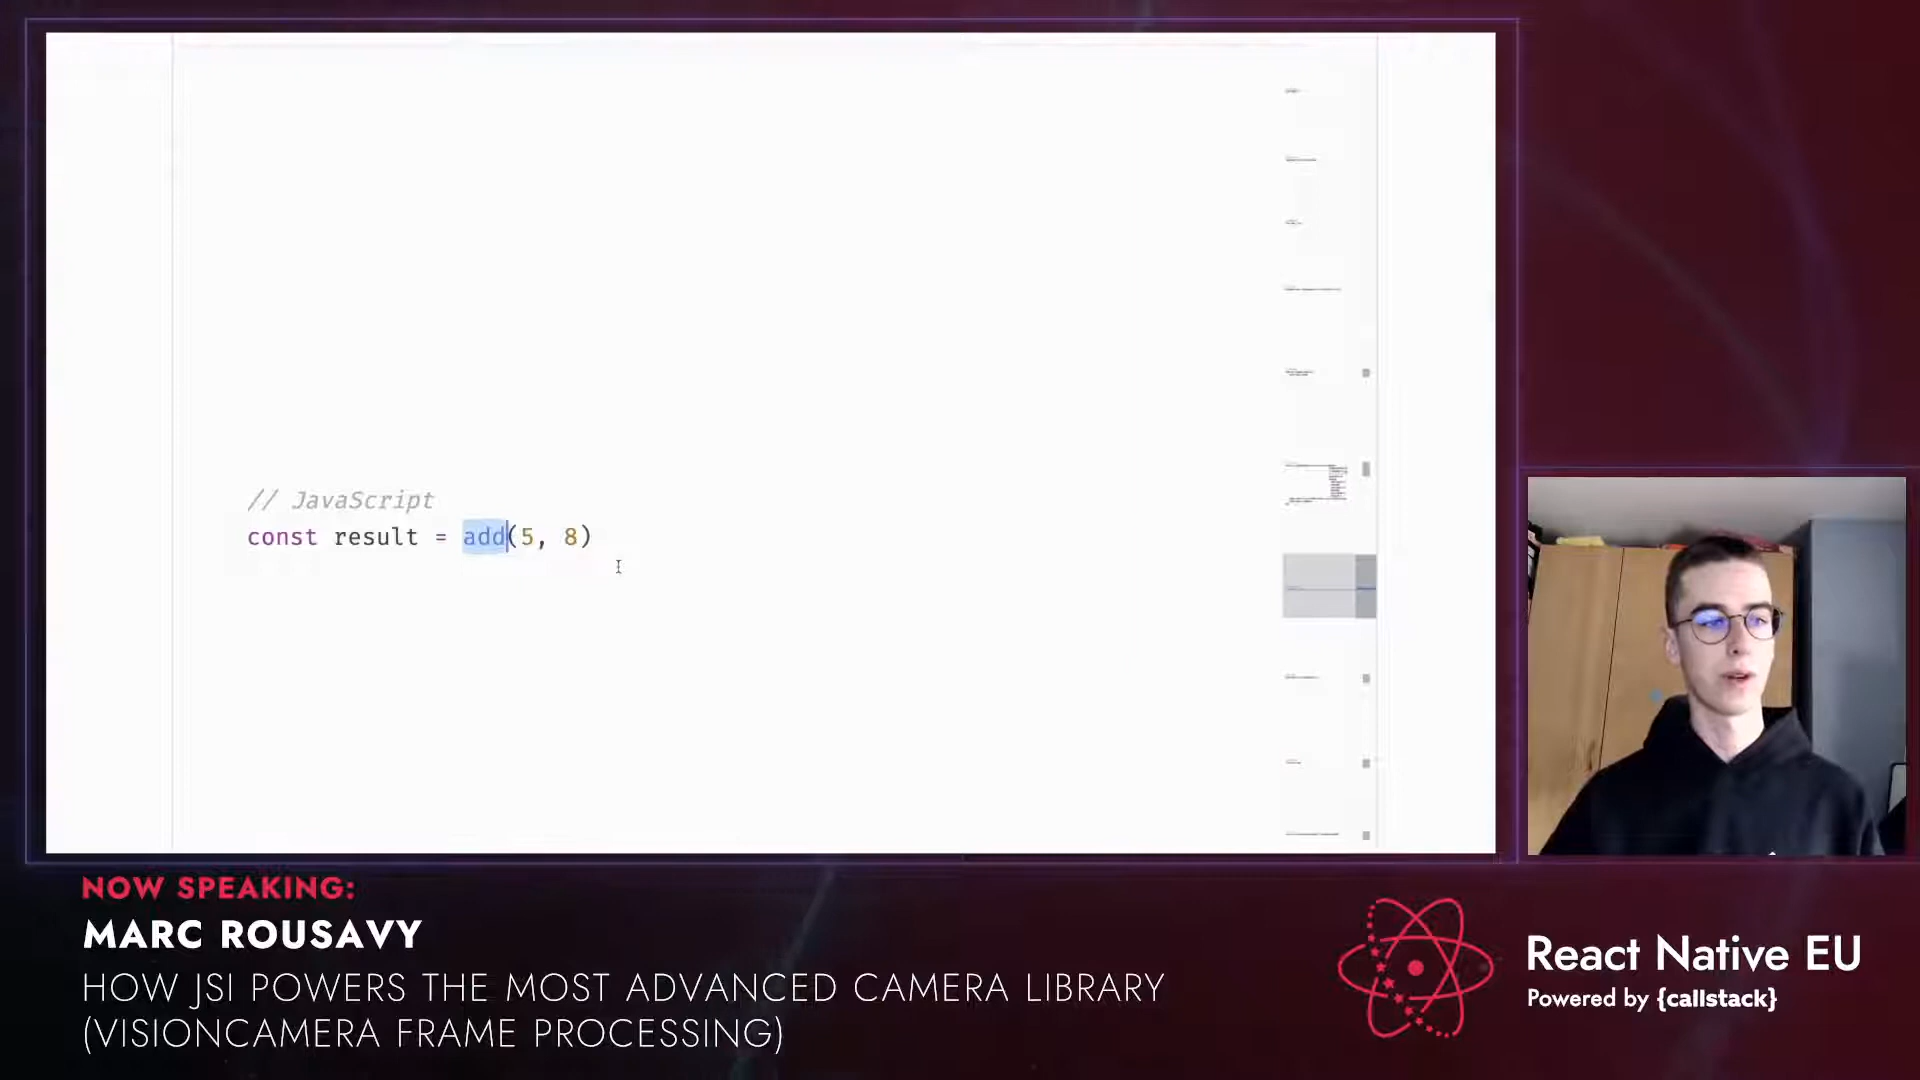 // JavaScript
const result = add(5, 8)
NOW SPEAKING:
MARC ROUSAVY
HOW JSI POWERS THE MOST ADVANCED CAMERA LIBRARY
(VISIONCAMERA FRAME PROCESSING)
React Native EU
Powered by {callstack}